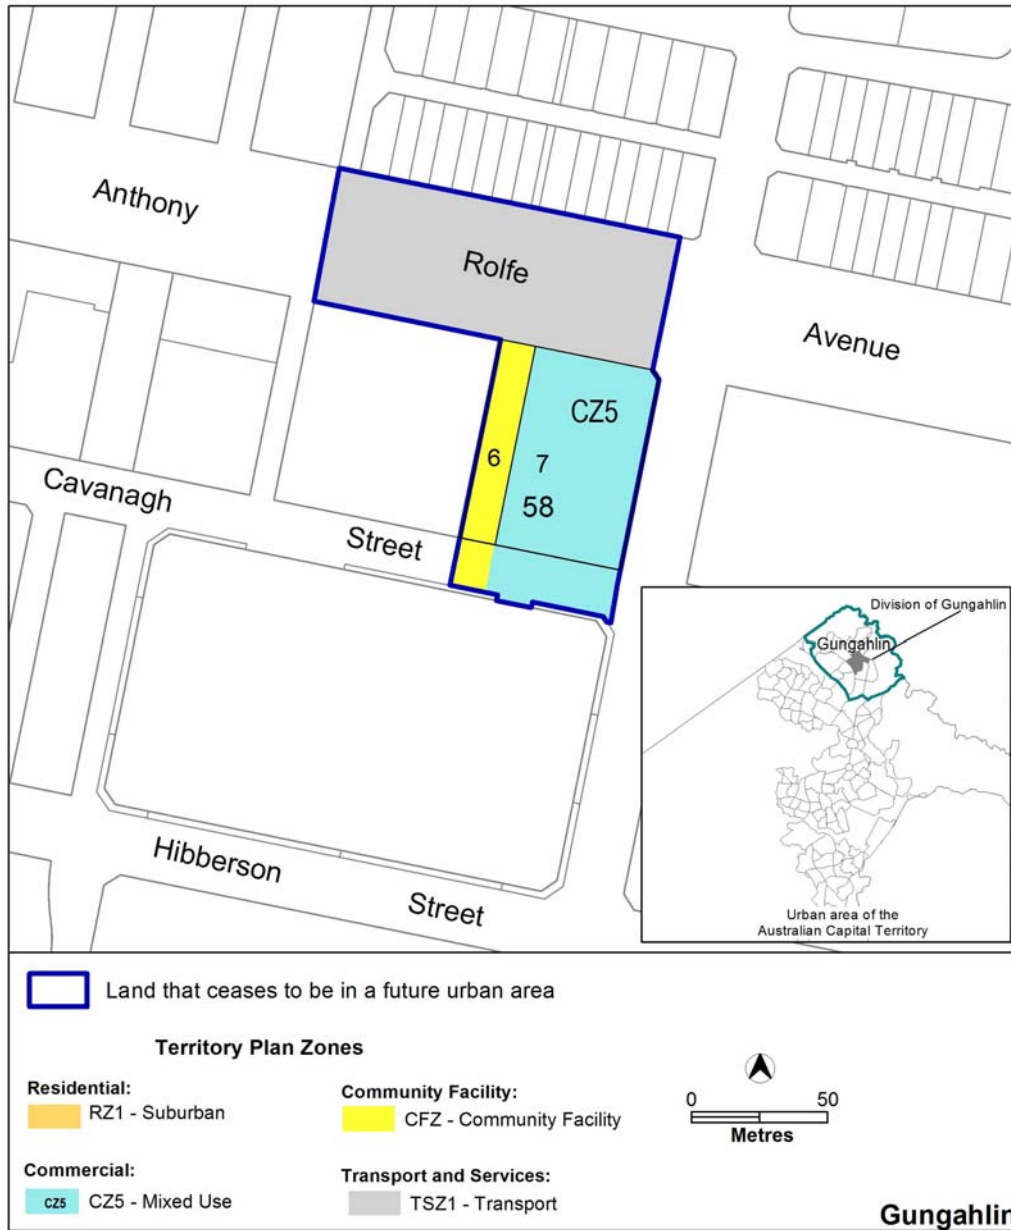 Anthony
Rolfe
Avenue
CZ5
6
7
58
Cavanagh
Street
Division of Gungahlin
Gungahlin
Hibberson
Street
Urban area of the
Australian Capital Territory
Land that ceases to be in a future urban area
Territory Plan Zones
Residential:
RZ1 - Suburban
Community Facility:
CFZ - Community Facility
0 50
Metres
Commercial:
CZ5 CZ5 - Mixed Use
Transport and Services:
TSZ1 - Transport
Gungahlin